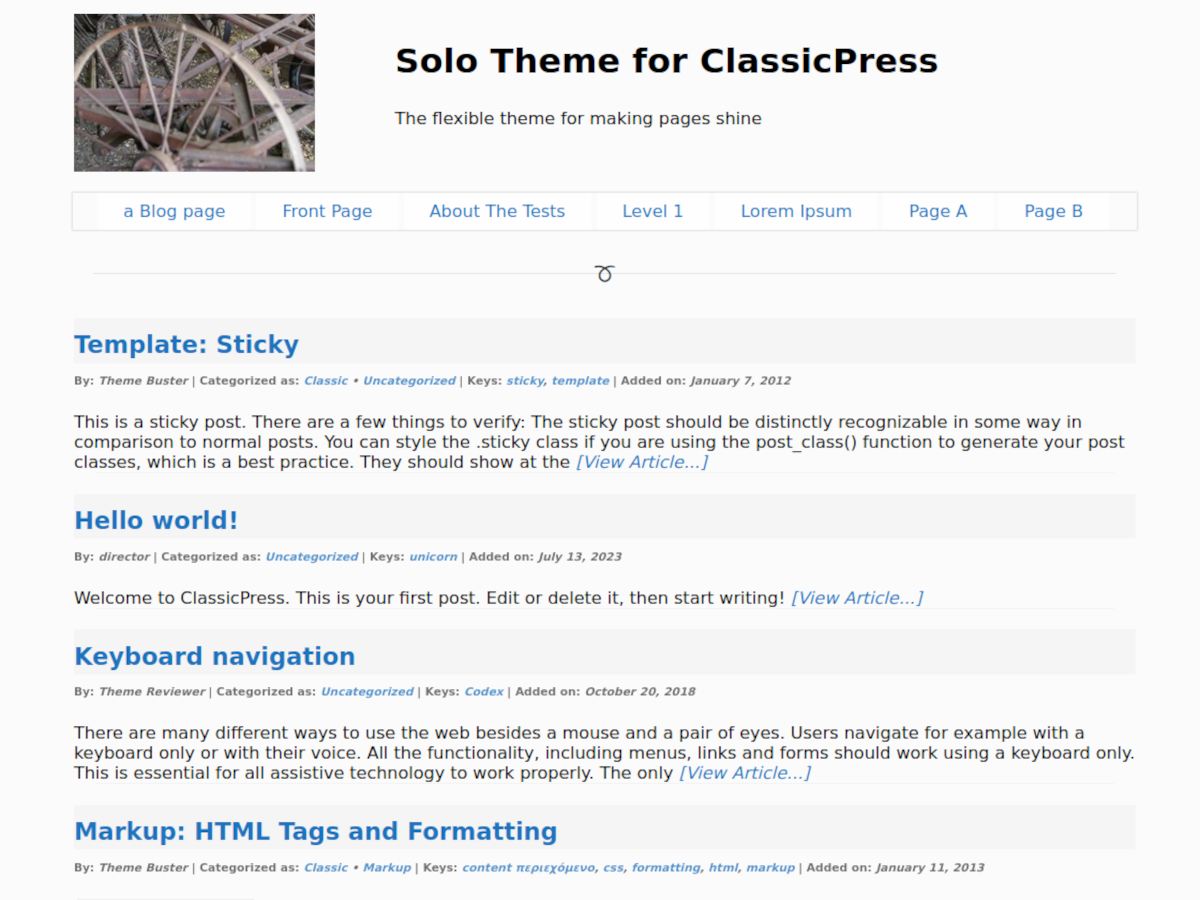 Solo Theme for ClassicPress
The flexible theme for making pages shine
a Blog page Front Page About The Tests Level 1 Lorem Ipsum Page A Page B
Template: Sticky
By: Theme Buster | Categorized as: Classic • Uncategorized | Keys: sticky, template | Added on: January 7, 2012
This is a sticky post. There are a few things to verify: The sticky post should be distinctly recognizable in some way in
comparison to normal posts. You can style the .sticky class if you are using the post_class() function to generate your post
classes, which is a best practice. They should show at the [View Article...]
Hello world!
By: director | Categorized as: Uncategorized | Keys: unicorn | Added on: July 13, 2023
Welcome to ClassicPress. This is your first post. Edit or delete it, then start writing! [View Article...]
Keyboard navigation
By: Theme Reviewer | Categorized as: Uncategorized | Keys: Codex | Added on: October 20, 2018
There are many different ways to use the web besides a mouse and a pair of eyes. Users navigate for example with a
keyboard only or with their voice. All the functionality, including menus, links and forms should work using a keyboard only.
This is essential for all assistive technology to work properly. The only [View Article...]
Markup: HTML Tags and Formatting
By: Theme Buster | Categorized as: Classic • Markup | Keys: content περιεχόμενο, css, formatting, html, markup | Added on: January 11, 2013